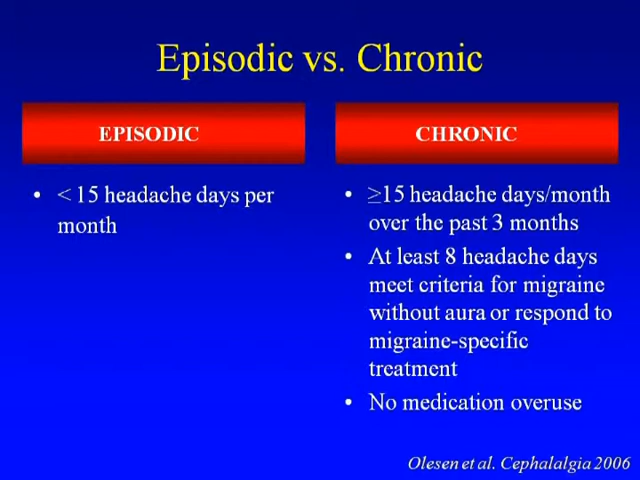 Episodic vs. Chronic
EPISODIC
• < 15 headache days per
month
CHRONIC
• ≥15 headache days/month
over the past 3 months
• At least 8 headache days
meet criteria for migraine
without aura or respond to
migraine-specific
treatment
• No medication overuse
Olesen et al. Cephalalgia 2006